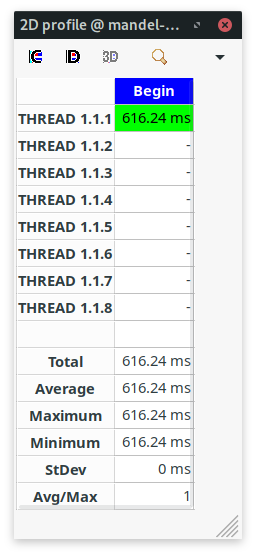 2D profile @ mandel-...
3D
Begin
THREAD 1.1.1 616.24 ms
THREAD 1.1.2 -
THREAD 1.1.3 -
THREAD 1.1.4 -
THREAD 1.1.5 -
THREAD 1.1.6 -
THREAD 1.1.7 -
THREAD 1.1.8 -
Total 616.24 ms
Average 616.24 ms
Maximum 616.24 ms
Minimum 616.24 ms
StDev 0 ms
Avg/Max 1